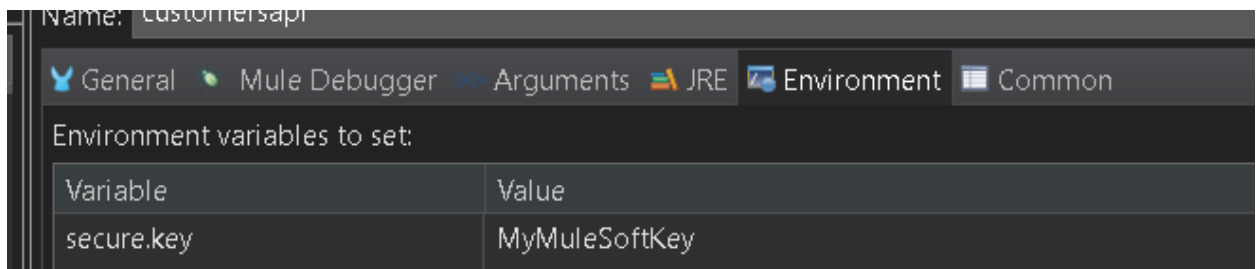 Name: customersapi
General Mule Debugger Arguments JRE Environment Common
Environment variables to set:
Variable Value
secure.key MyMuleSoftKey